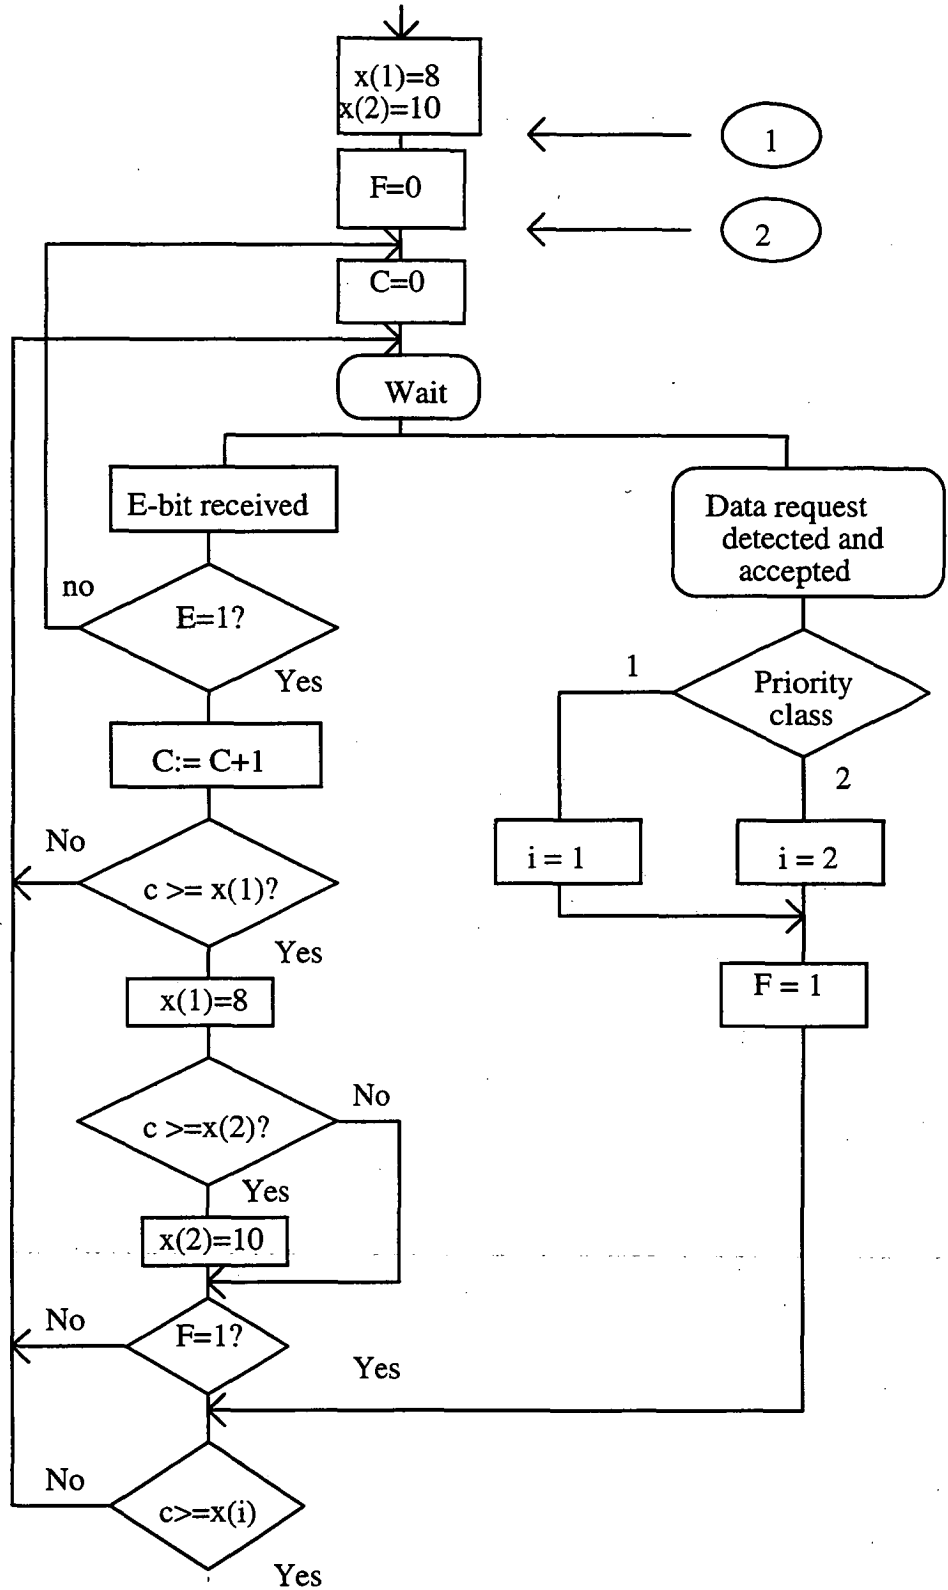 x(1)=8
x(2)=10
1
F=0
2
C=0
Wait
E-bit received
Data request
detected and
accepted
no
E=1?
Yes
1
Priority
class
2
C:= C+1
No
c >= x(1)?
Yes
i = 1
i = 2
x(1)=8
F = 1
No
c >=x(2)?
Yes
x(2)=10
No
F=1?
Yes
No
c>=x(i)
Yes